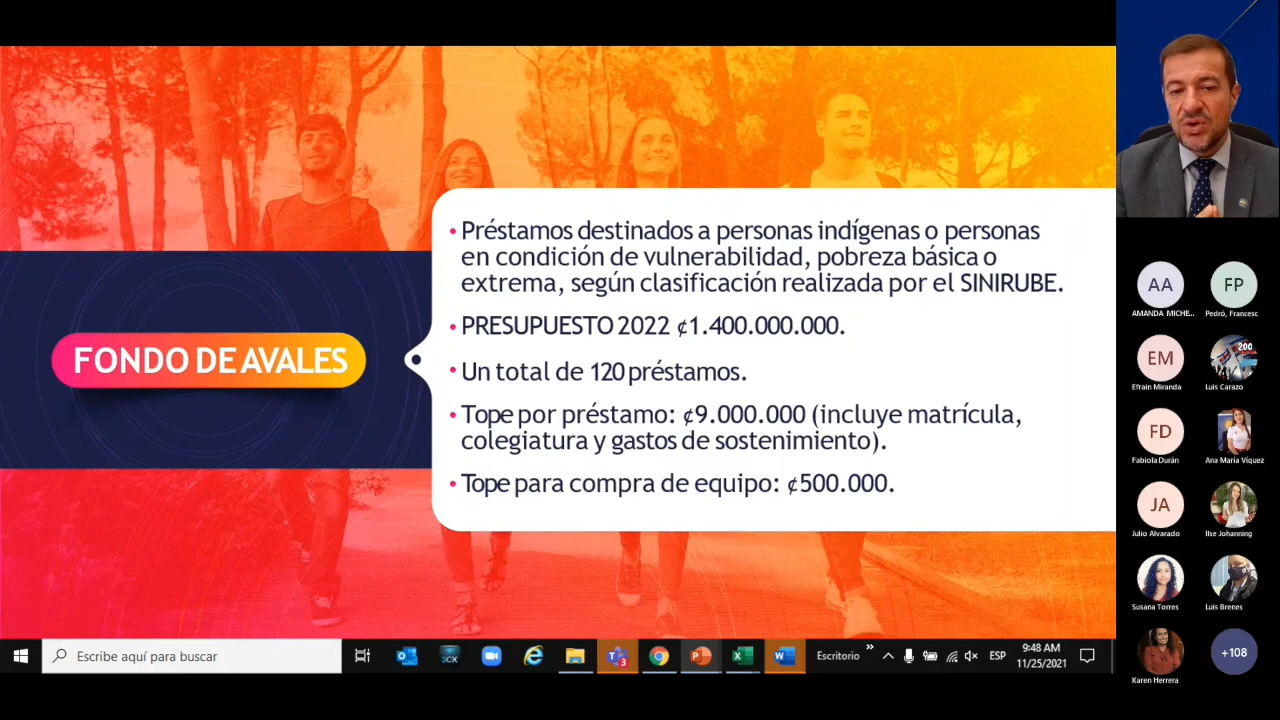 FONDO DE AVALES
• Préstamos destinados a personas indígenas o personas
en condición de vulnerabilidad, pobreza básica o
extrema, según clasificación realizada por el SINIRUBE.
• PRESUPUESTO 2022 ¢1.400.000.000.
• Un total de 120 préstamos.
• Tope por préstamo: ¢9.000.000 (incluye matrícula,
colegiatura y gastos de sostenimiento).
• Tope para compra de equipo: ¢500.000.
AA
AMANDA MICHE...
FP
Pedró, Francesc
EM
Efrain Miranda
200
Luis Carazo
FD
Fabiola Durán
Ana María Víquez
JA
Julio Alvarado
Ilse Johanning
Susana Torres
Luis Brenes
Karen Herrera
+108
Escribe aquí para buscar
3
Escritorio
ESP
9:48 AM
11/25/2021